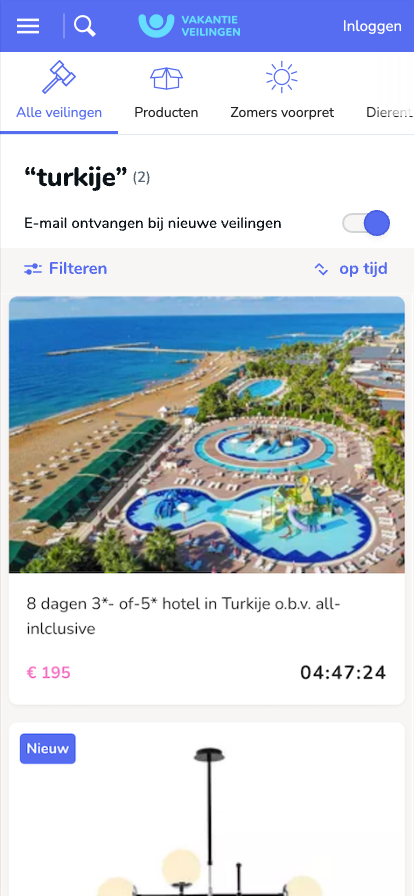 VAKANTIE
VEILINGEN
Inloggen
Alle veilingen
Producten
Zomers voorpret
Dieren
“turkije” (2)
E-mail ontvangen bij nieuwe veilingen
Filteren
op tijd
8 dagen 3*- of-5* hotel in Turkije o.b.v. all-
inlclusive
€ 195
04:47:24
Nieuw